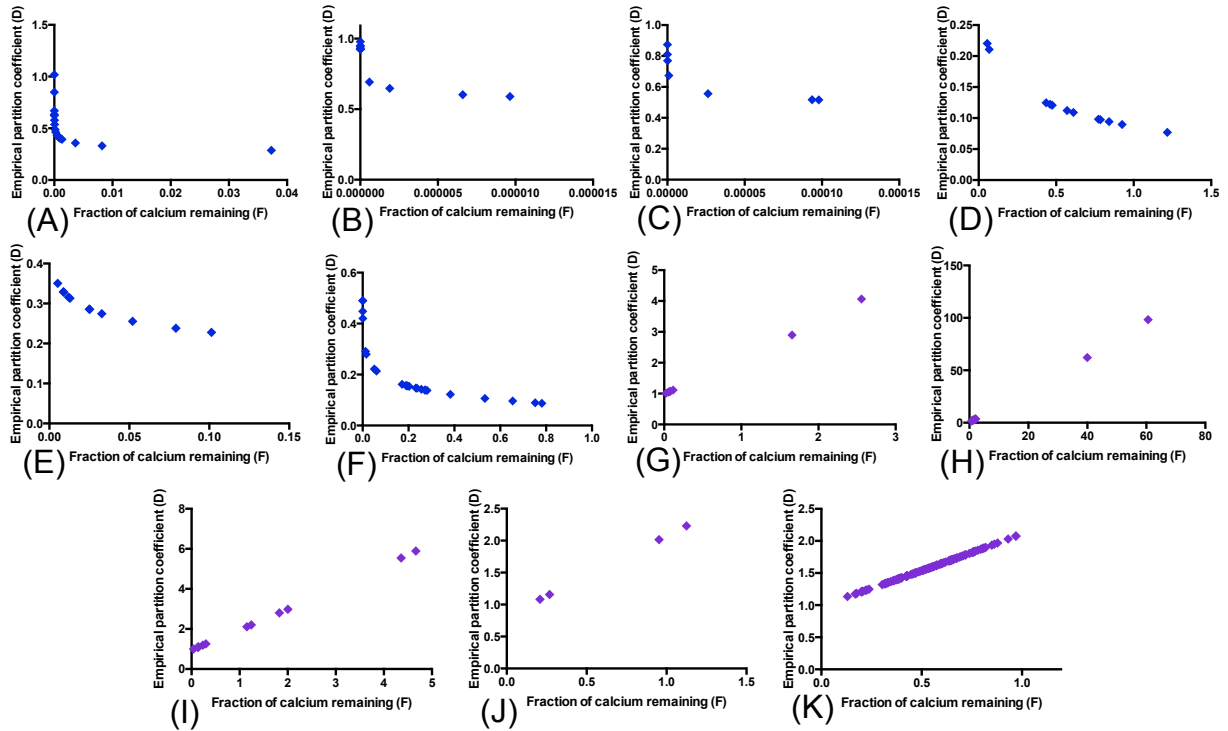 Empirical partition coefficient (D)
1.5
1.0
0.5
0.0
0.00 0.01 0.02 0.03 0.04
Fraction of calcium remaining (F)
(A)
Empirical partition coefficient (D)
1.0
0.5
0.0
0.000000 0.000005 0.000010 0.000015
Fraction of calcium remaining (F)
(B)
Empirical partition coefficient (D)
1.0
0.8
0.6
0.4
0.2
0.0
0.00000 0.00005 0.00010 0.00015
Fraction of calcium remaining (F)
(C)
Empirical partition coefficient (D)
0.25
0.20
0.15
0.10
0.05
0.00
0.0 0.5 1.0 1.5
Fraction of calcium remaining (F)
(D)
Empirical partition coefficient (D)
0.4
0.3
0.2
0.1
0.0
0.00 0.05 0.10 0.15
Fraction of calcium remaining (F)
(E)
Empirical partition coefficient (D)
0.6
0.4
0.2
0.0
0.0 0.2 0.4 0.6 0.8 1.0
Fraction of calcium remaining (F)
(F)
Empirical partition coefficient (D)
5
4
3
2
1
0
0 1 2 3
Fraction of calcium remaining (F)
(G)
Empirical partition coefficient (D)
150
100
50
0
0 20 40 60 80
Fraction of calcium remaining (F)
(H)
Empirical partition coefficient (D)
8
6
4
2
0
0 1 2 3 4 5
Fraction of calcium remaining (F)
(I)
Empirical partition coefficient (D)
2.5
2.0
1.5
1.0
0.5
0.0
0.0 0.5 1.0 1.5
Fraction of calcium remaining (F)
(J)
Empirical partition coefficient (D)
2.5
2.0
1.5
1.0
0.5
0.0
0.0 0.5 1.0
Fraction of calcium remaining (F)
(K)